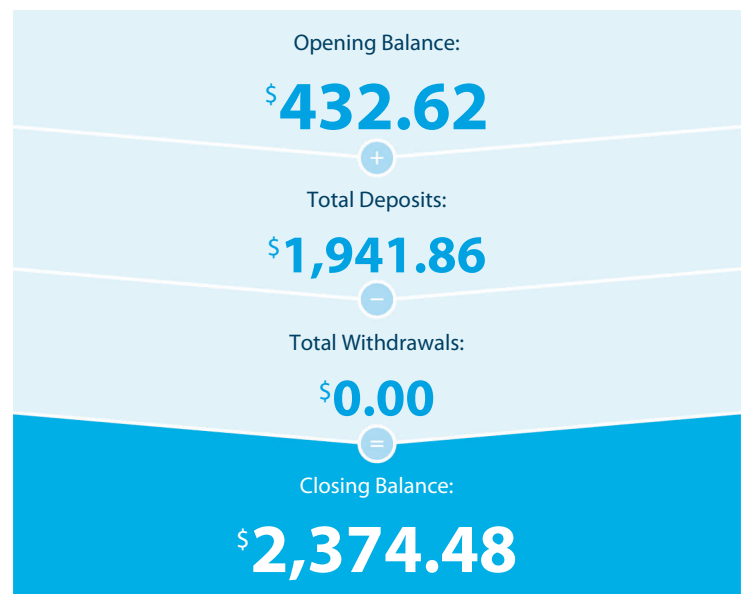 Opening Balance:
$432.62
+
Total Deposits:
$1,941.86
−
Total Withdrawals:
$0.00
=
Closing Balance:
$2,374.48